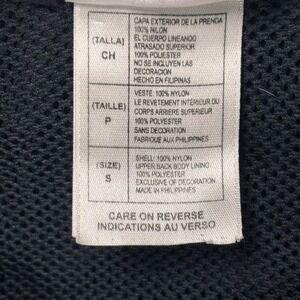 (TALLA)
CH
CAPA EXTERIOR DE LA PRENDA
100% NILON
EL CUERPO LINEANDO
ATRASADO SUPERIOR
100% POLIESTER
NO SE INCLUYEN LAS
DECORACION
HECHO EN FILIPINAS
(TAILLE)
P
VESTE: 100% NYLON
LE REVETEMENT INTERIEUR DU
CORPS ARRIERE SUPERIEUR
100% POLYESTER
SANS DECORATION
FABRIQUE AUX PHILIPPINES
(SIZE)
S
SHELL: 100% NYLON
UPPER BACK BODY LINING
100% POLYESTER
EXCLUSIVE OF DECORATION
MADE IN PHILIPPINES
CARE ON REVERSE
INDICATIONS AU VERSO